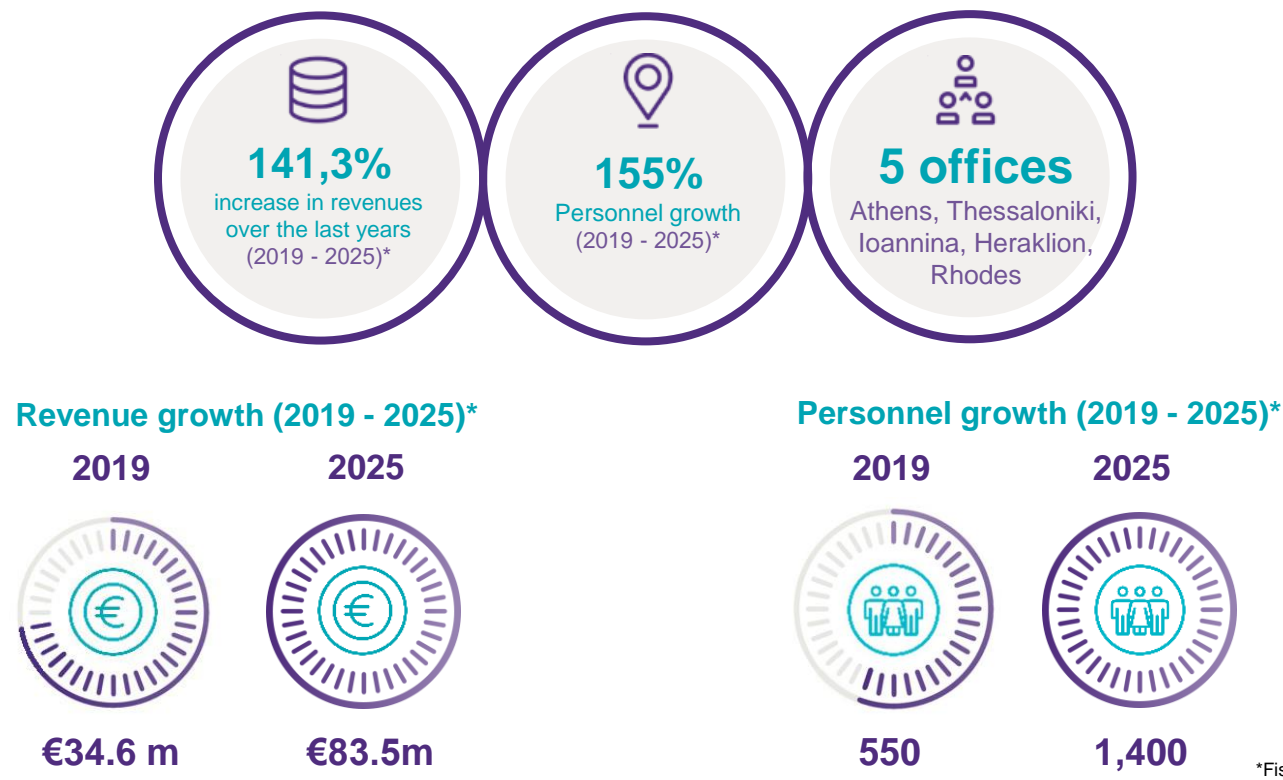 141,3%
increase in revenues
over the last years
(2019 - 2025)*
155%
Personnel growth
(2019 - 2025)*
5 offices
Athens, Thessaloniki,
Ioannina, Heraklion,
Rhodes
Revenue growth (2019 - 2025)*
2019
2025
€
€
€34.6 m
€83.5m
Personnel growth (2019 - 2025)*
2019
2025
550
1,400